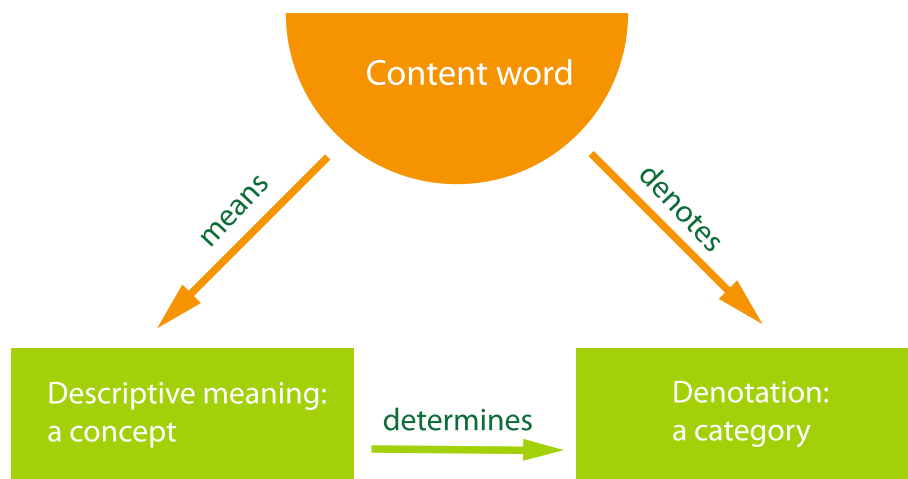 Content word
means
denotes
Descriptive meaning:
a concept
determines
Denotation:
a category